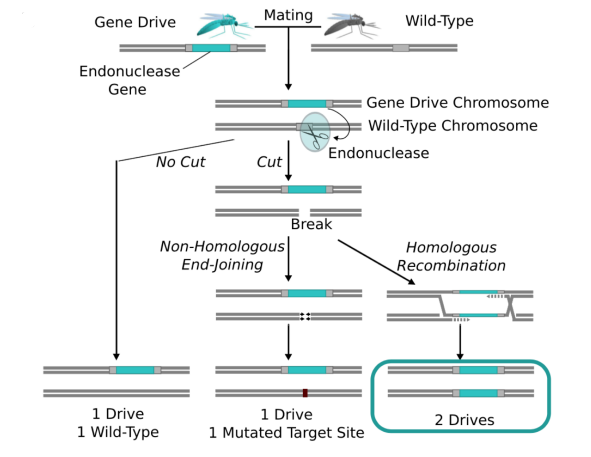 Mating
Gene Drive
Wild-Type
Endonuclease
Gene
Gene Drive Chromosome
Wild-Type Chromosome
Endonuclease
No Cut
Cut
Break
Non-Homologous
End-Joining
Homologous
Recombination
1 Drive
1 Wild-Type
1 Drive
1 Mutated Target Site
2 Drives